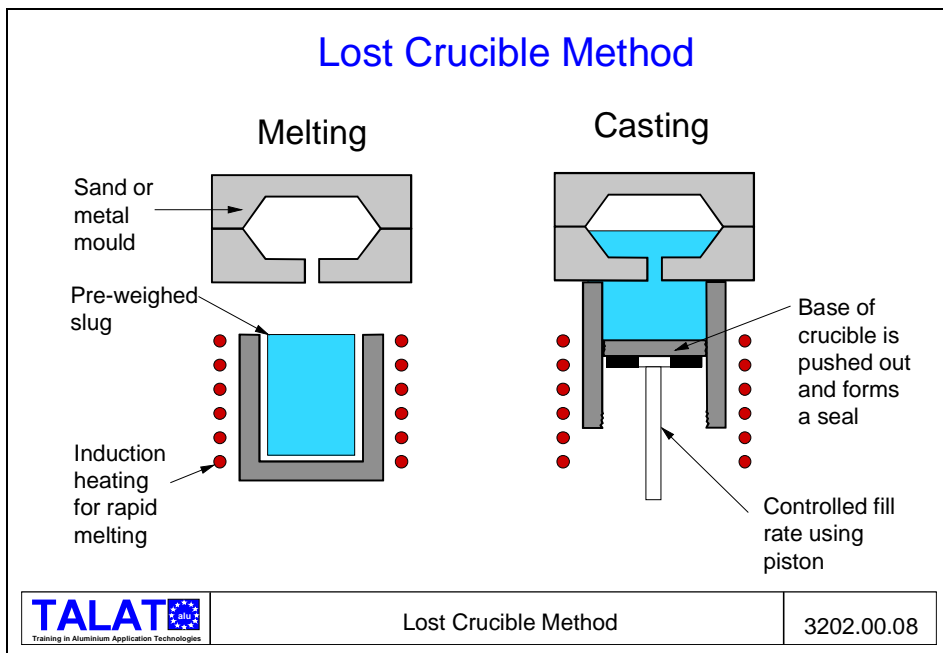 Lost Crucible Method
Melting
Casting
Sand or
metal
mould
Pre-weighed
slug
Induction
heating
for rapid
melting
Base of
crucible is
pushed out
and forms
a seal
Controlled fill
rate using
piston
TALAT
alu
Training in Aluminium Application Technologies
Lost Crucible Method
3202.00.08